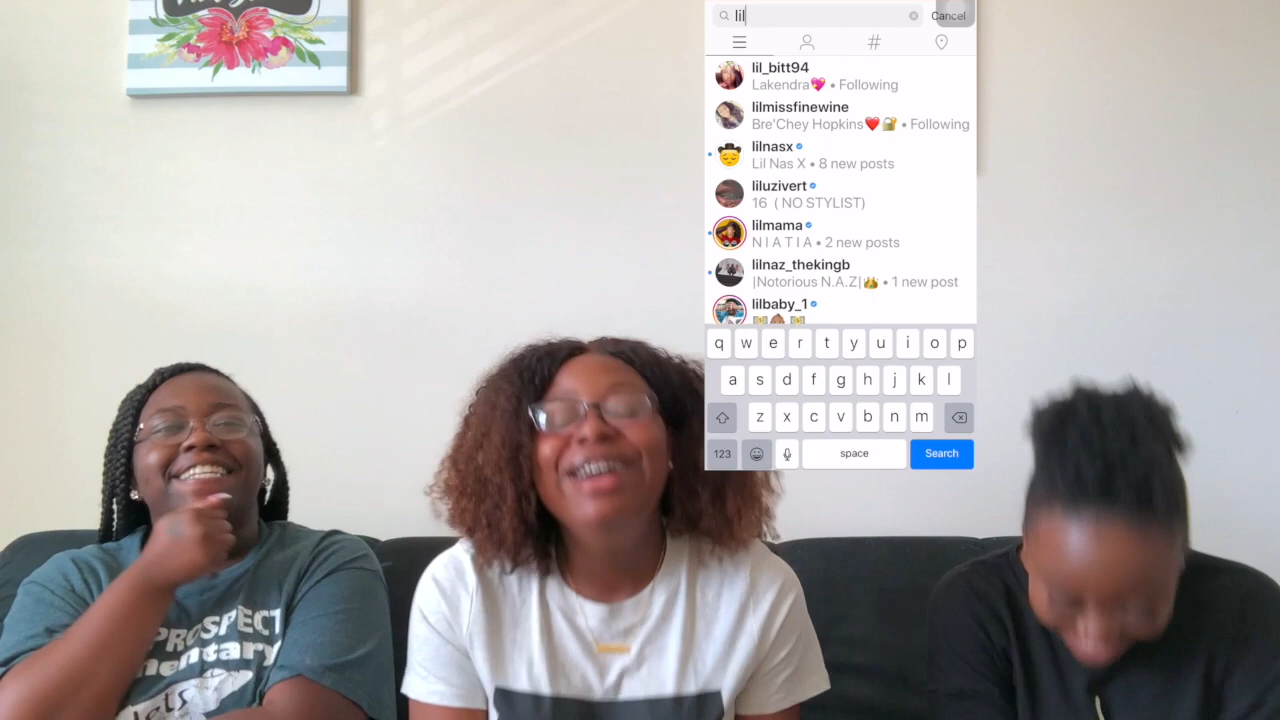 lil
Cancel
#
lil_bitt94
Lakendra💖 • Following
lilmissfinewine
Bre'Chey Hopkins❤️🔐 • Following
lilnasx
Lil Nas X • 8 new posts
liluzivert
16 ( NO STYLIST)
lilmama
N I A T I A • 2 new posts
lilnaz_thekingb
|Notorious N.A.Z|👑 • 1 new post
lilbaby_1
q w e r t y u i o p
a s d f g h j k l
z x c v b n m
123 space Search
PROSPECT
mentary